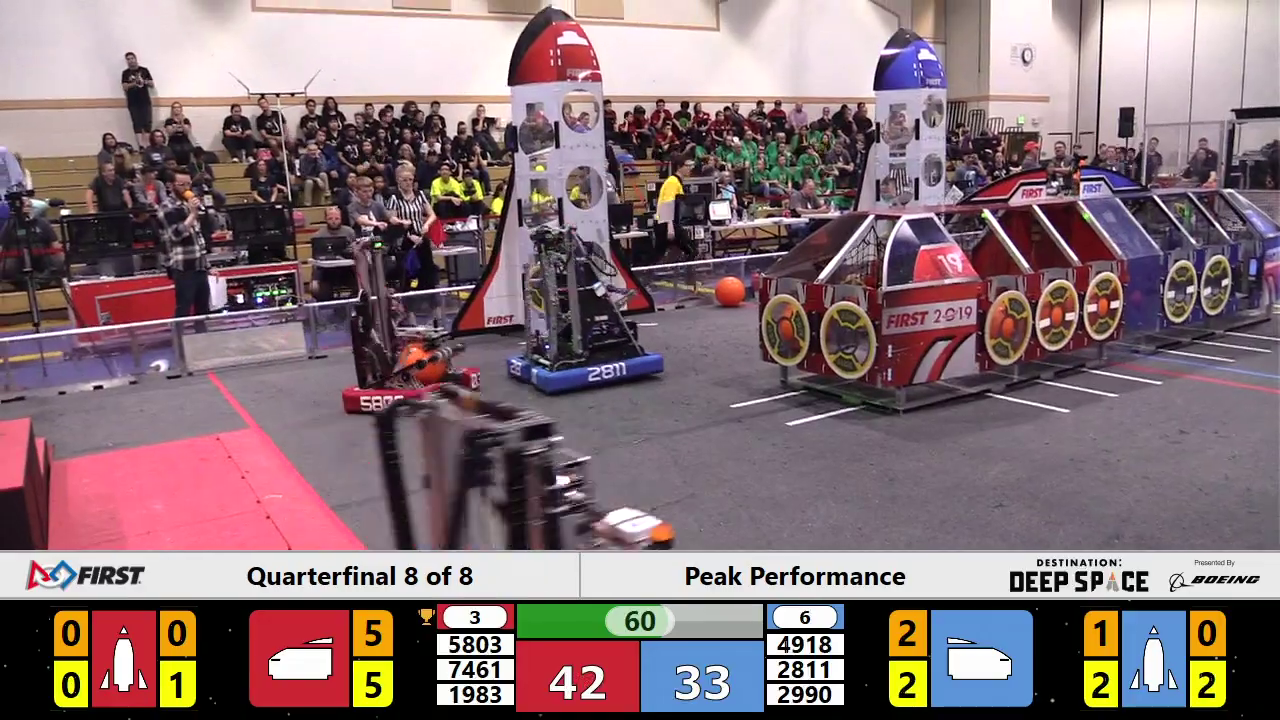 FIRST
FIRST
FIRST
FIRST
19
FIRST 2019
FIRST
2811
FIRST
Quarterfinal 8 of 8
Peak Performance
DESTINATION:
DEEP SPACE
Presented By
BOEING
0 0
0 1
5
5
3
5803
7461
1983
60
42 33
6
4918
2811
2990
2
2
1 0
2 2